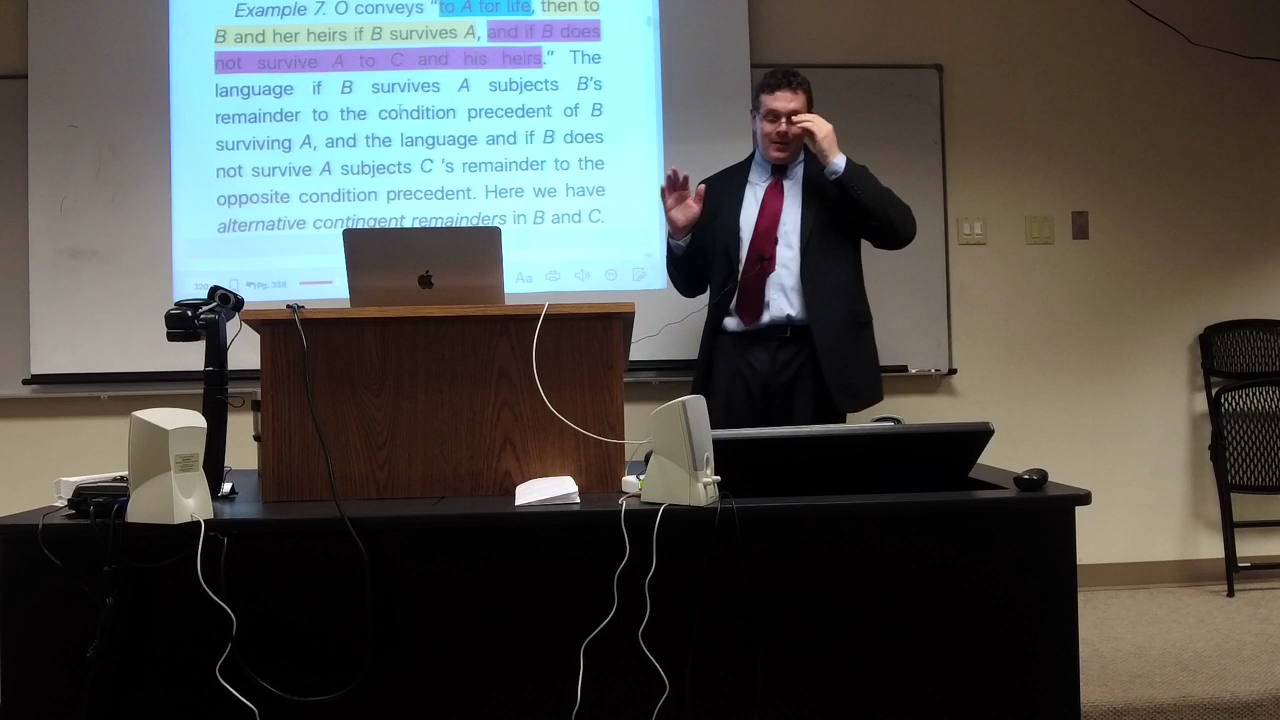 Example 7. O conveys "to A for life, then to
B and her heirs if B survives A, and if B does
not survive A to C and his heirs." The
language if B survives A subjects B's
remainder to the condition precedent of B
surviving A, and the language and if B does
not survive A subjects C 's remainder to the
opposite condition precedent. Here we have
alternative contingent remainders in B and C.
Pg. 338
Aa